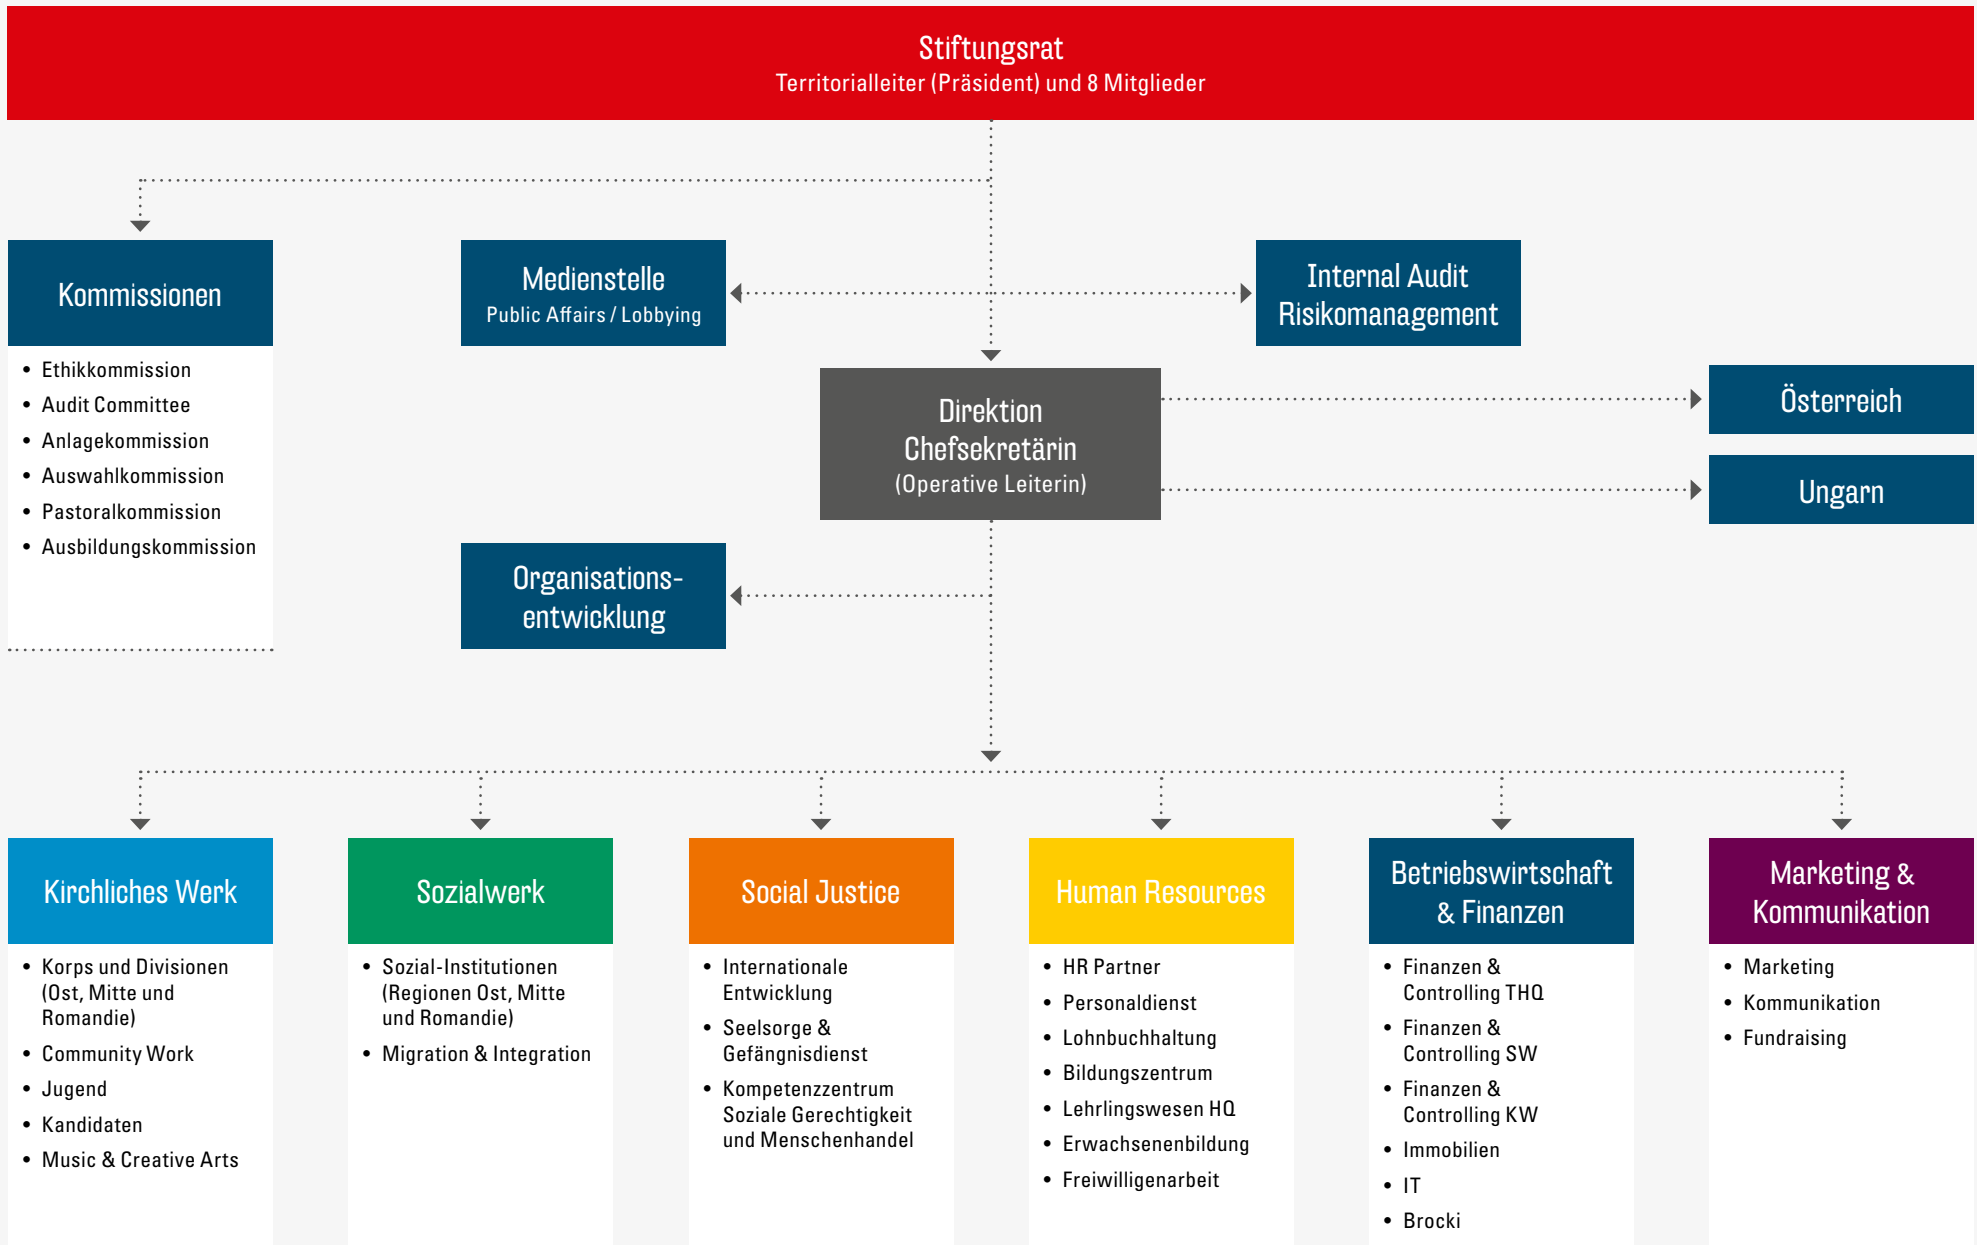 Stiftungsrat
Territorialleiter (Präsident) und 8 Mitglieder
Kommissionen
• Ethikkommission
• Audit Committee
• Anlagekommission
• Auswahlkommission
• Pastoralkommission
• Ausbildungskommission
Medienstelle
Public Affairs / Lobbying
Internal Audit
Risikomanagement
Direktion
Chefsekretärin
(Operative Leiterin)
Österreich
Ungarn
Organisations-
entwicklung
Kirchliches Werk
• Korps und Divisionen
(Ost, Mitte und
Romandie)
• Community Work
• Jugend
• Kandidaten
• Music & Creative Arts
Sozialwerk
• Sozial-Institutionen
(Regionen Ost, Mitte
und Romandie)
• Migration & Integration
Social Justice
• Internationale
Entwicklung
• Seelsorge &
Gefängnisdienst
• Kompetenzzentrum
Soziale Gerechtigkeit
und Menschenhandel
Human Resources
• HR Partner
• Personaldienst
• Lohnbuchhaltung
• Bildungszentrum
• Lehrlingswesen HQ
• Erwachsenenbildung
• Freiwilligenarbeit
Betriebswirtschaft
& Finanzen
• Finanzen &
Controlling THQ
• Finanzen &
Controlling SW
• Finanzen &
Controlling KW
• Immobilien
• IT
• Brocki
Marketing &
Kommunikation
• Marketing
• Kommunikation
• Fundraising